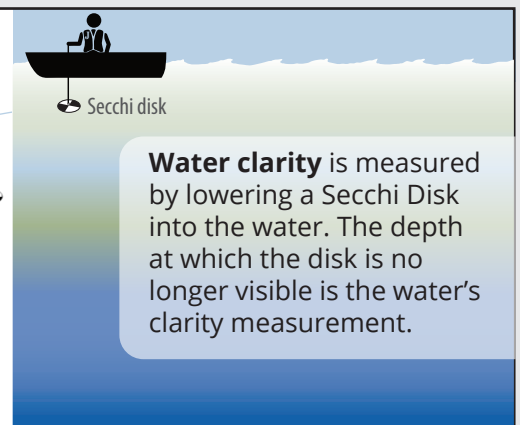 Secchi disk
Water clarity is measured
by lowering a Secchi Disk
into the water. The depth
at which the disk is no
longer visible is the water's
clarity measurement.